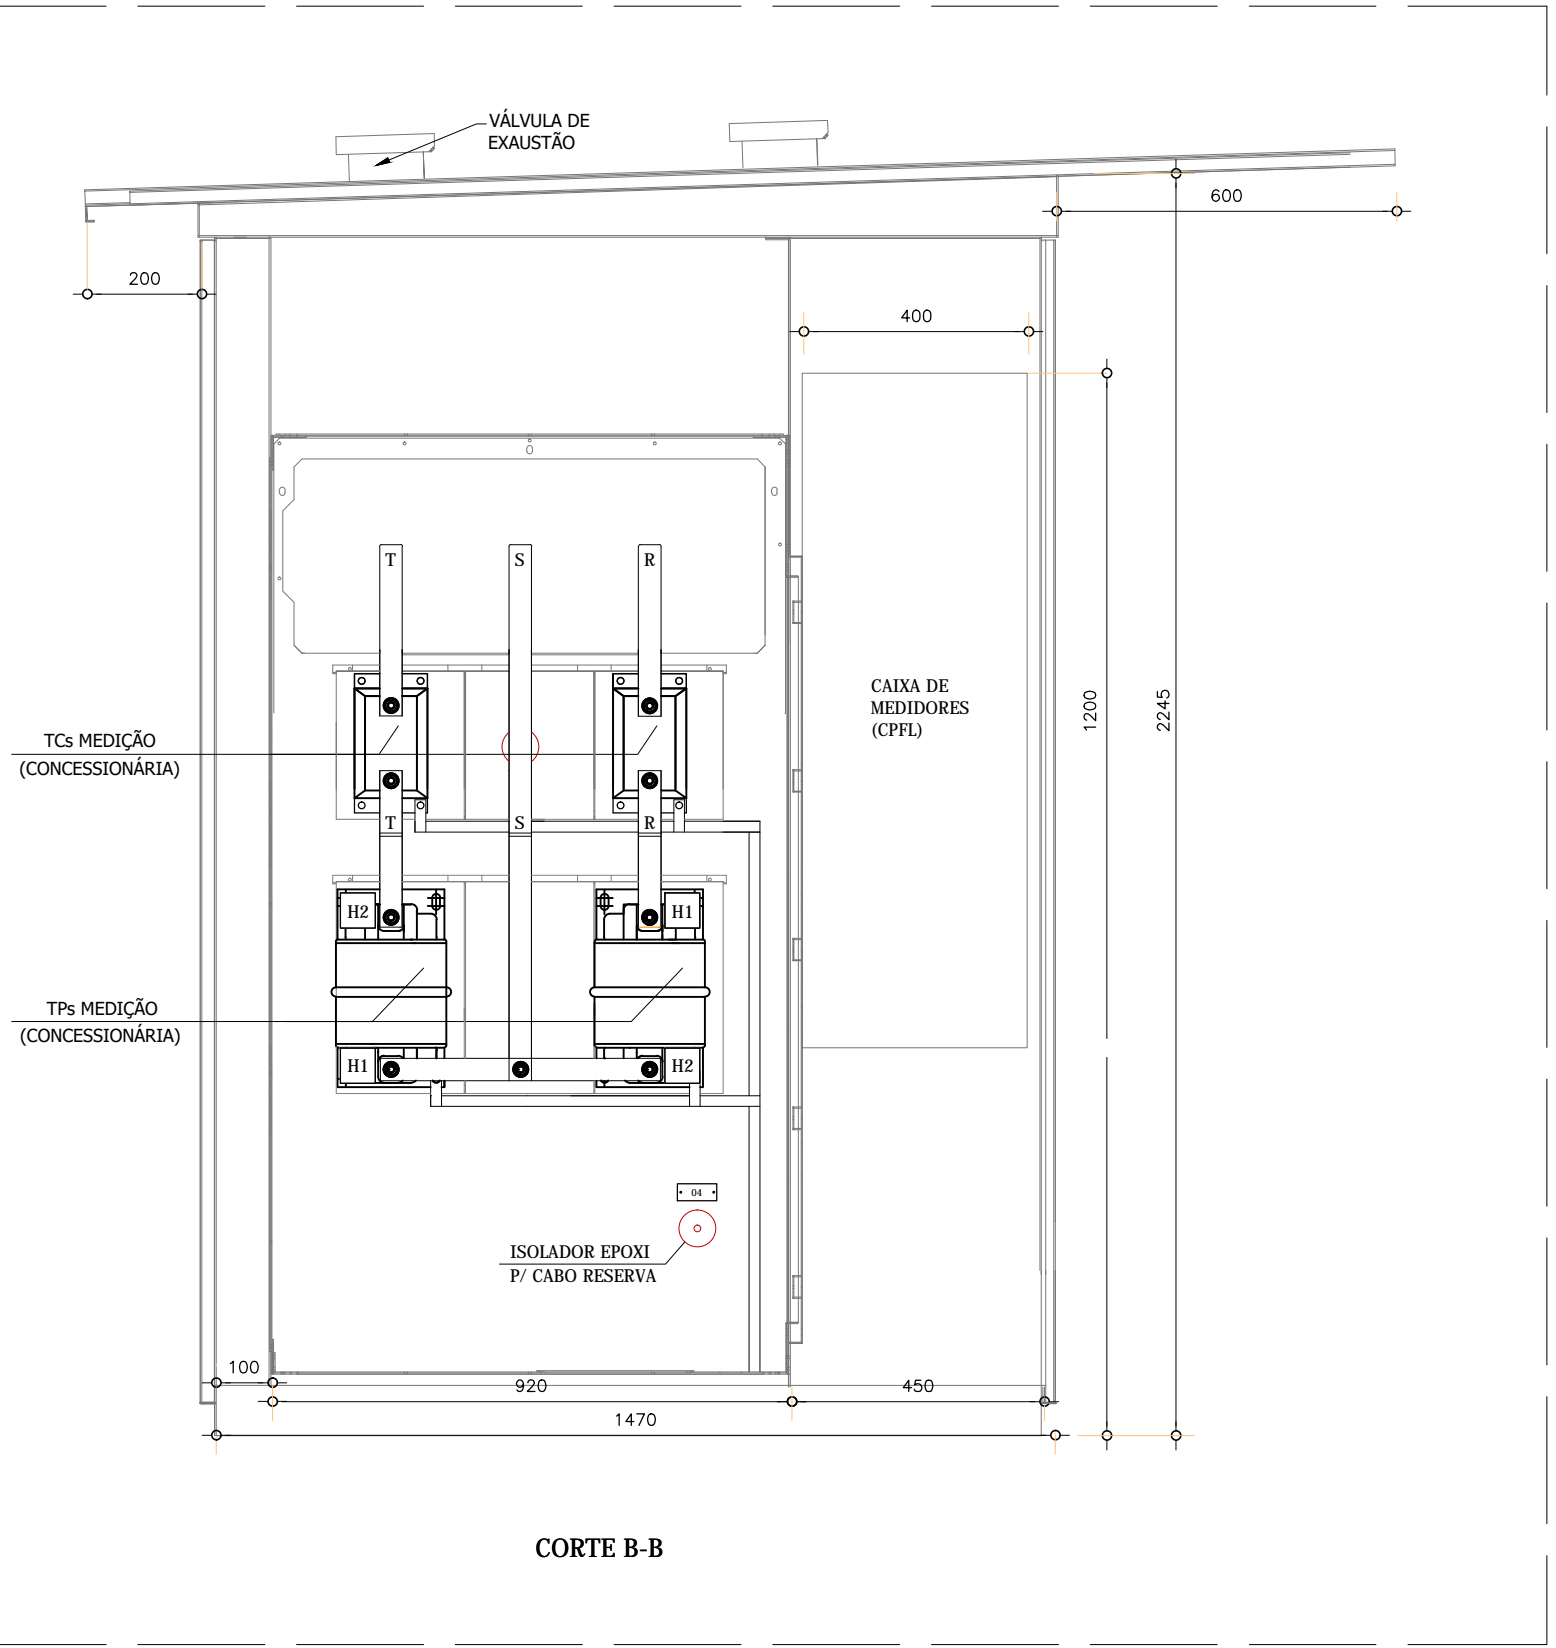 VÁLVULA DE
EXAUSTÃO
600
200
400
T
S
R
CAIXA DE
MEDIDORES
(CPFL)
1200
2245
TCs MEDIÇÃO
(CONCESSIONÁRIA)
T
S
R
H2
H1
TPs MEDIÇÃO
(CONCESSIONÁRIA)
H1
H2
04
ISOLADOR EPOXI
P/ CABO RESERVA
100
920
450
1470
CORTE B-B